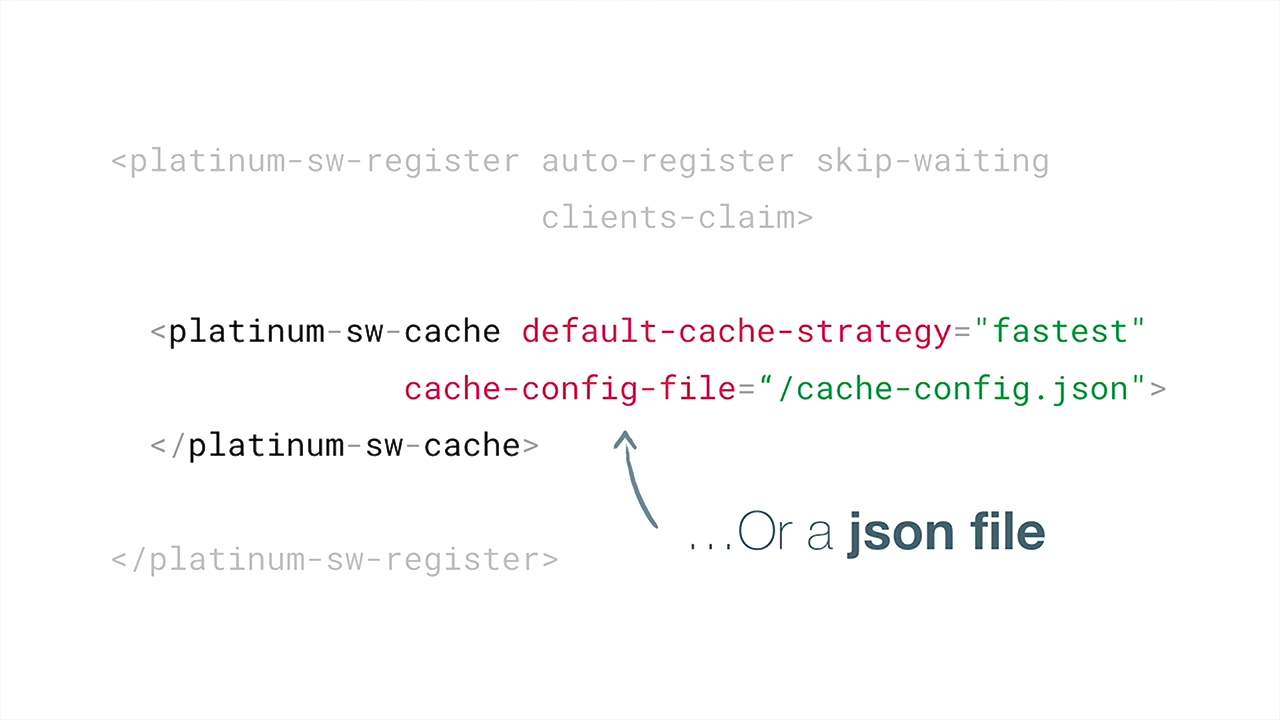 <platinum-sw-register auto-register skip-waiting
clients-claim>
<platinum-sw-cache default-cache-strategy="fastest"
cache-config-file=“/cache-config.json">
</platinum-sw-cache>
...Or a json file
</platinum-sw-register>